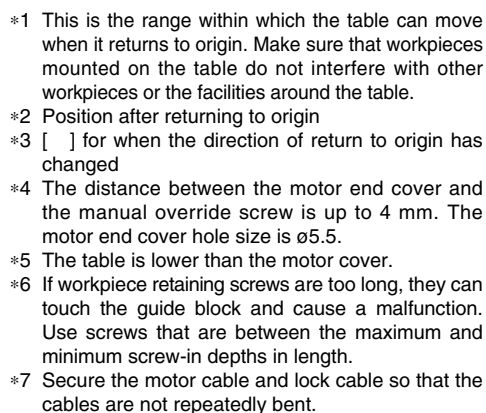 *1 This is the range within which the table can move
when it returns to origin. Make sure that workpieces
mounted on the table do not interfere with other
workpieces or the facilities around the table.
*2 Position after returning to origin
*3 [   ] for when the direction of return to origin has
changed
*4 The distance between the motor end cover and
the manual override screw is up to 4 mm. The
motor end cover hole size is ø5.5.
*5 The table is lower than the motor cover.
*6 If workpiece retaining screws are too long, they can
touch the guide block and cause a malfunction.
Use screws that are between the maximum and
minimum screw-in depths in length.
*7 Secure the motor cable and lock cable so that the
cables are not repeatedly bent.